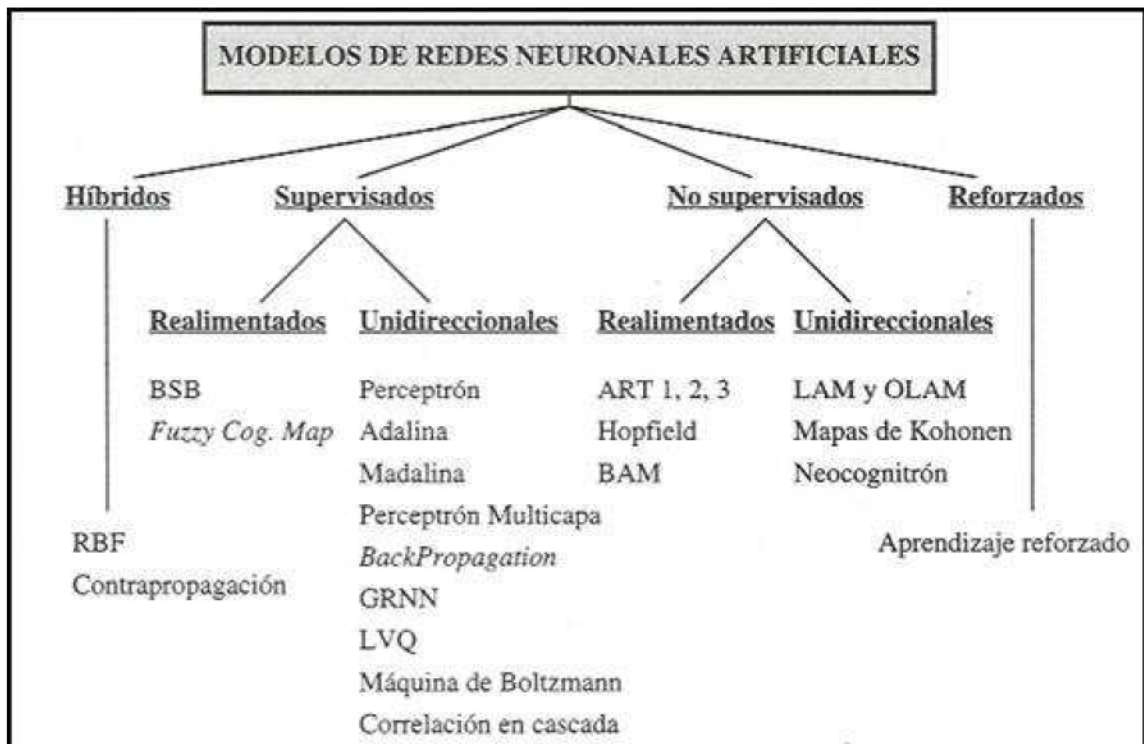 MODELOS DE REDES NEURONALES ARTIFICIALES
Híbridos
Supervisados
No supervisados
Reforzados
Realimentados
Unidireccionales
Realimentados
Unidireccionales
BSB
Fuzzy Cog. Map
Perceptrón
Adalina
Madalina
Perceptrón Multicapa
BackPropagation
GRNN
LVQ
Máquina de Boltzmann
Correlación en cascada
ART 1, 2, 3
Hopfield
BAM
LAM y OLAM
Mapas de Kohonen
Neocognitrón
RBF
Contrapropagación
Aprendizaje reforzado